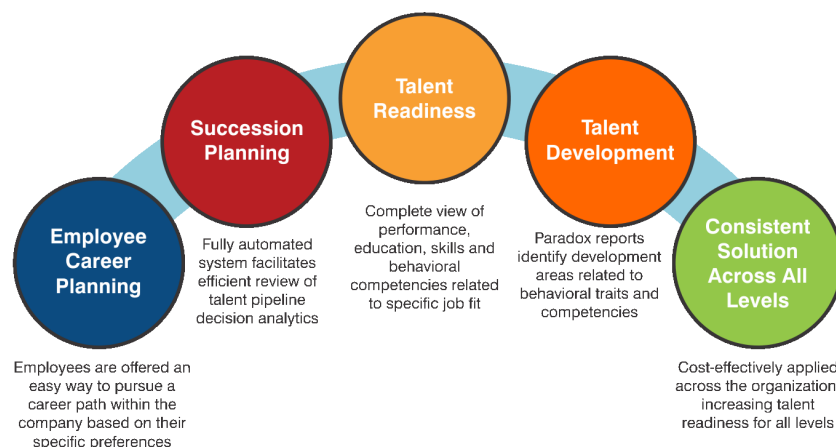 Employee
Career
Planning
Employees are offered an
easy way to pursue a
career path within the
company based on their
specific preferences
Succession
Planning
Fully automated
system facilitates
efficient review of
talent pipeline
decision analytics
Talent
Readiness
Complete view of
performance,
education, skills and
behavioral
competencies related
to specific job fit
Talent
Development
Paradox reports
identify development
areas related to
behavioral traits and
competencies
Consistent
Solution
Across All
Levels
Cost-effectively applied
across the organization
increasing talent
readiness for all levels